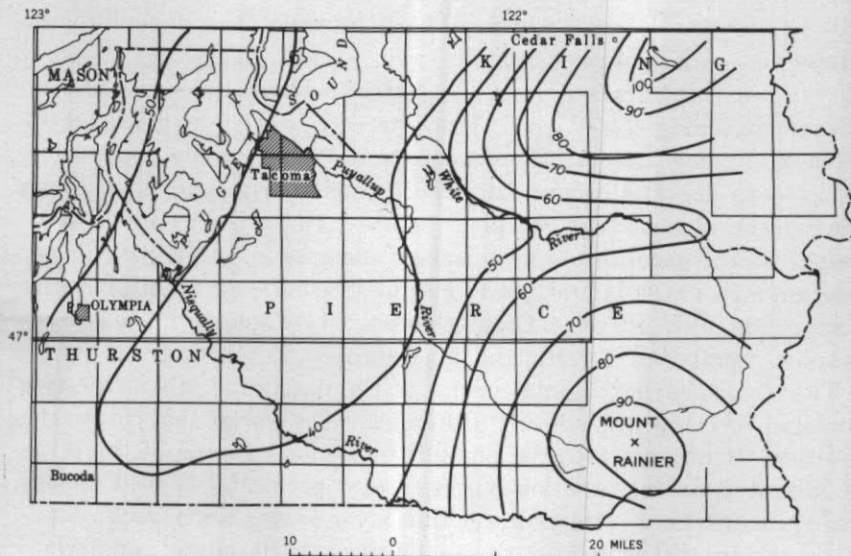 123°
122°
Cedar Falls
K I N G
MASON
50
100
90
SOUND
80
Tacoma
Puyallup
70
White
60
River
50
OLYMPIA
Nisqually
P I E R C E
60
River
70
47°
THURSTON
80
90
MOUNT
×
RAINIER
40
River
Bucoda
10 0 20 MILES